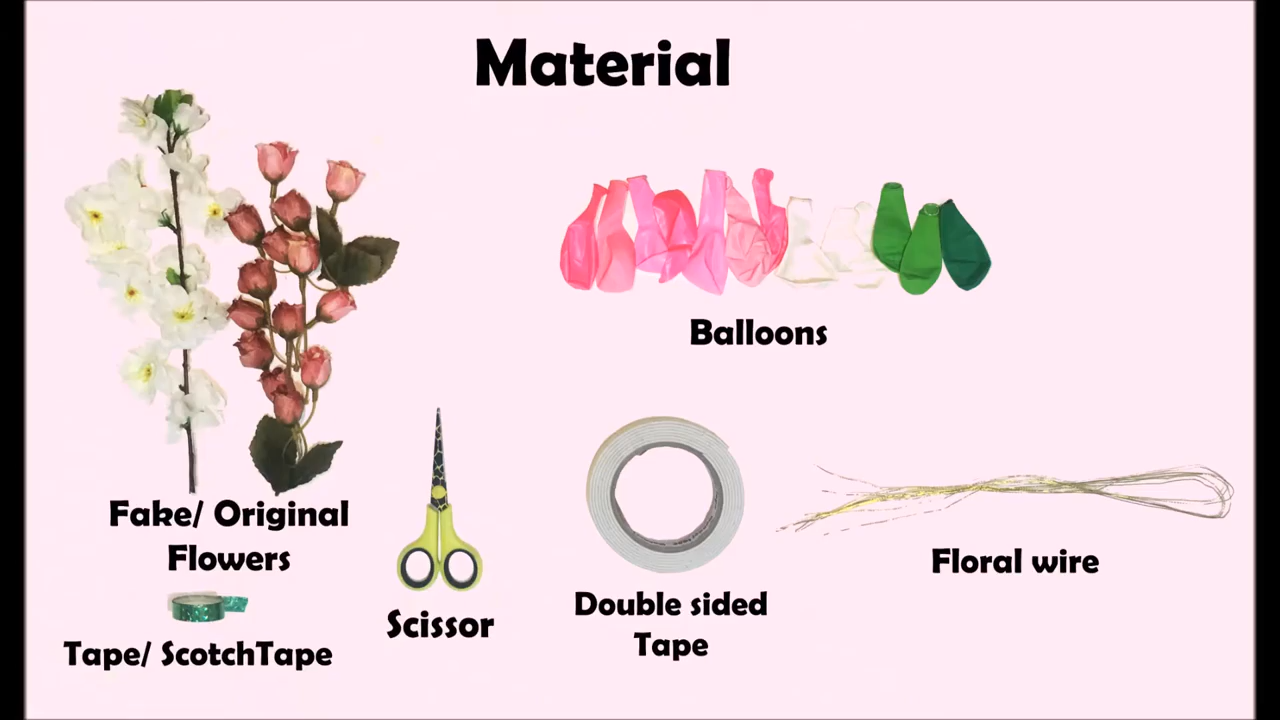 Material
Balloons
Fake/ Original
Flowers
Tape/ ScotchTape
Scissor
Double sided
Tape
Floral wire